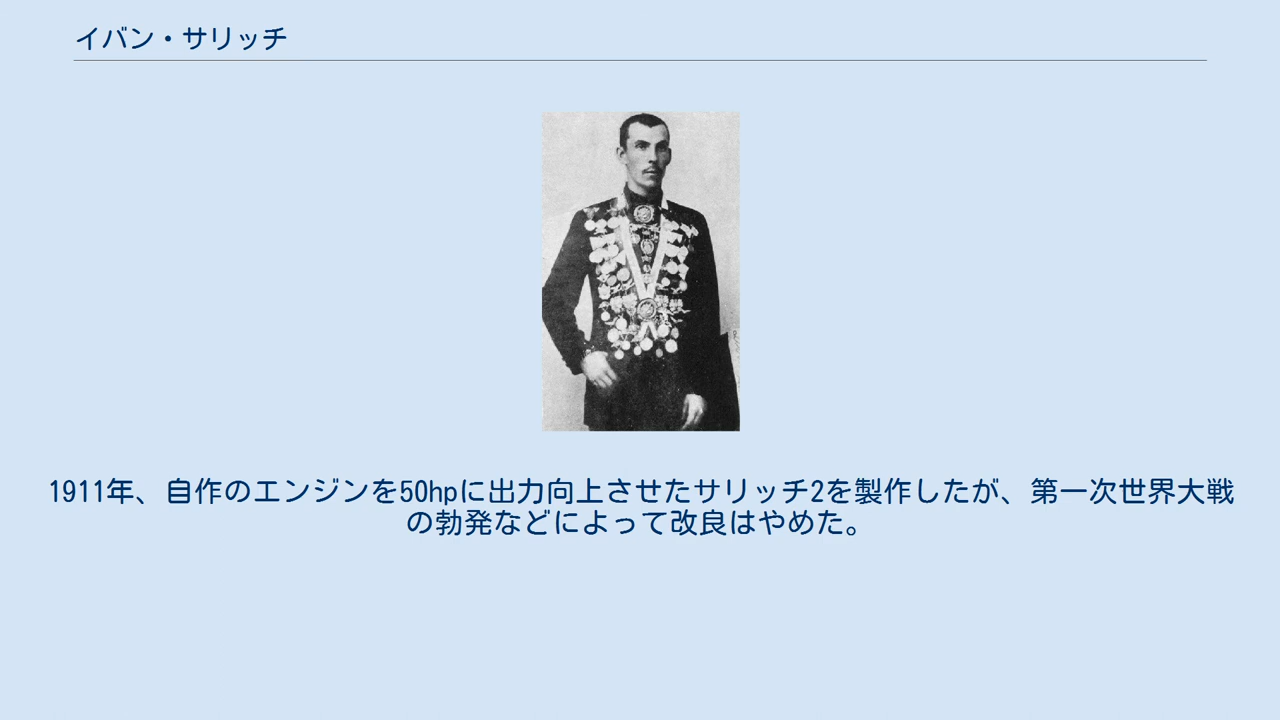 イバン・サリッチ
1911年、自作のエンジンを50hpに出力向上させたサリッチ2を製作したが、第一次世界大戦
の勃発などによって改良はやめた。